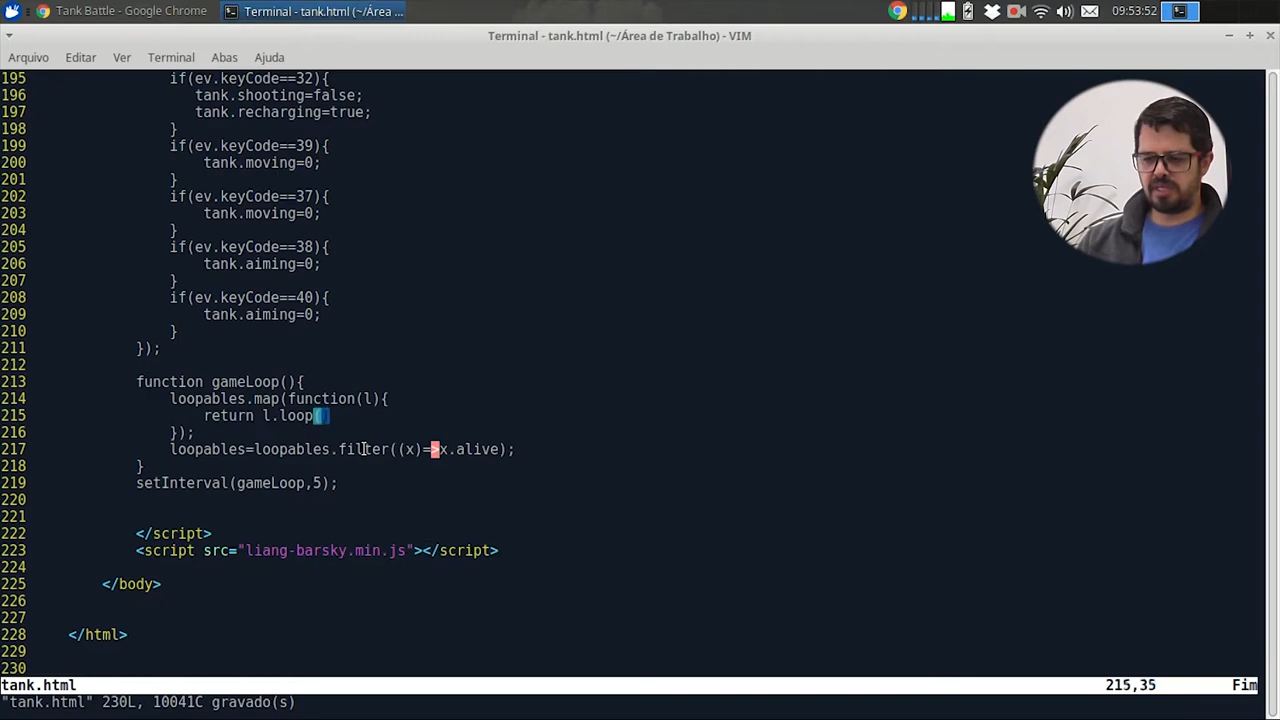 Tank Battle - Google Chrome
Terminal - tank.html (~/Área ...
09:53:52
Terminal - tank.html (~/Área de Trabalho) - VIM
Arquivo Editar Ver Terminal Abas Ajuda
195 if(ev.keyCode==32){
196 tank.shooting=false;
197 tank.recharging=true;
198 }
199 if(ev.keyCode==39){
200 tank.moving=0;
201 }
202 if(ev.keyCode==37){
203 tank.moving=0;
204 }
205 if(ev.keyCode==38){
206 tank.aiming=0;
207 }
208 if(ev.keyCode==40){
209 tank.aiming=0;
210 }
211 });
212
213 function gameLoop(){
214 loopables.map(function(l){
215 return l.loop(
216 });
217 loopables=loopables.filter((x)=>x.alive);
218 }
219 setInterval(gameLoop,5);
220
221
222 </script>
223 <script src="liang-barsky.min.js"></script>
224
225 </body>
226
227
228 </html>
229
230
tank.html 215,35 Fim
"tank.html" 230L, 10041C gravado(s)